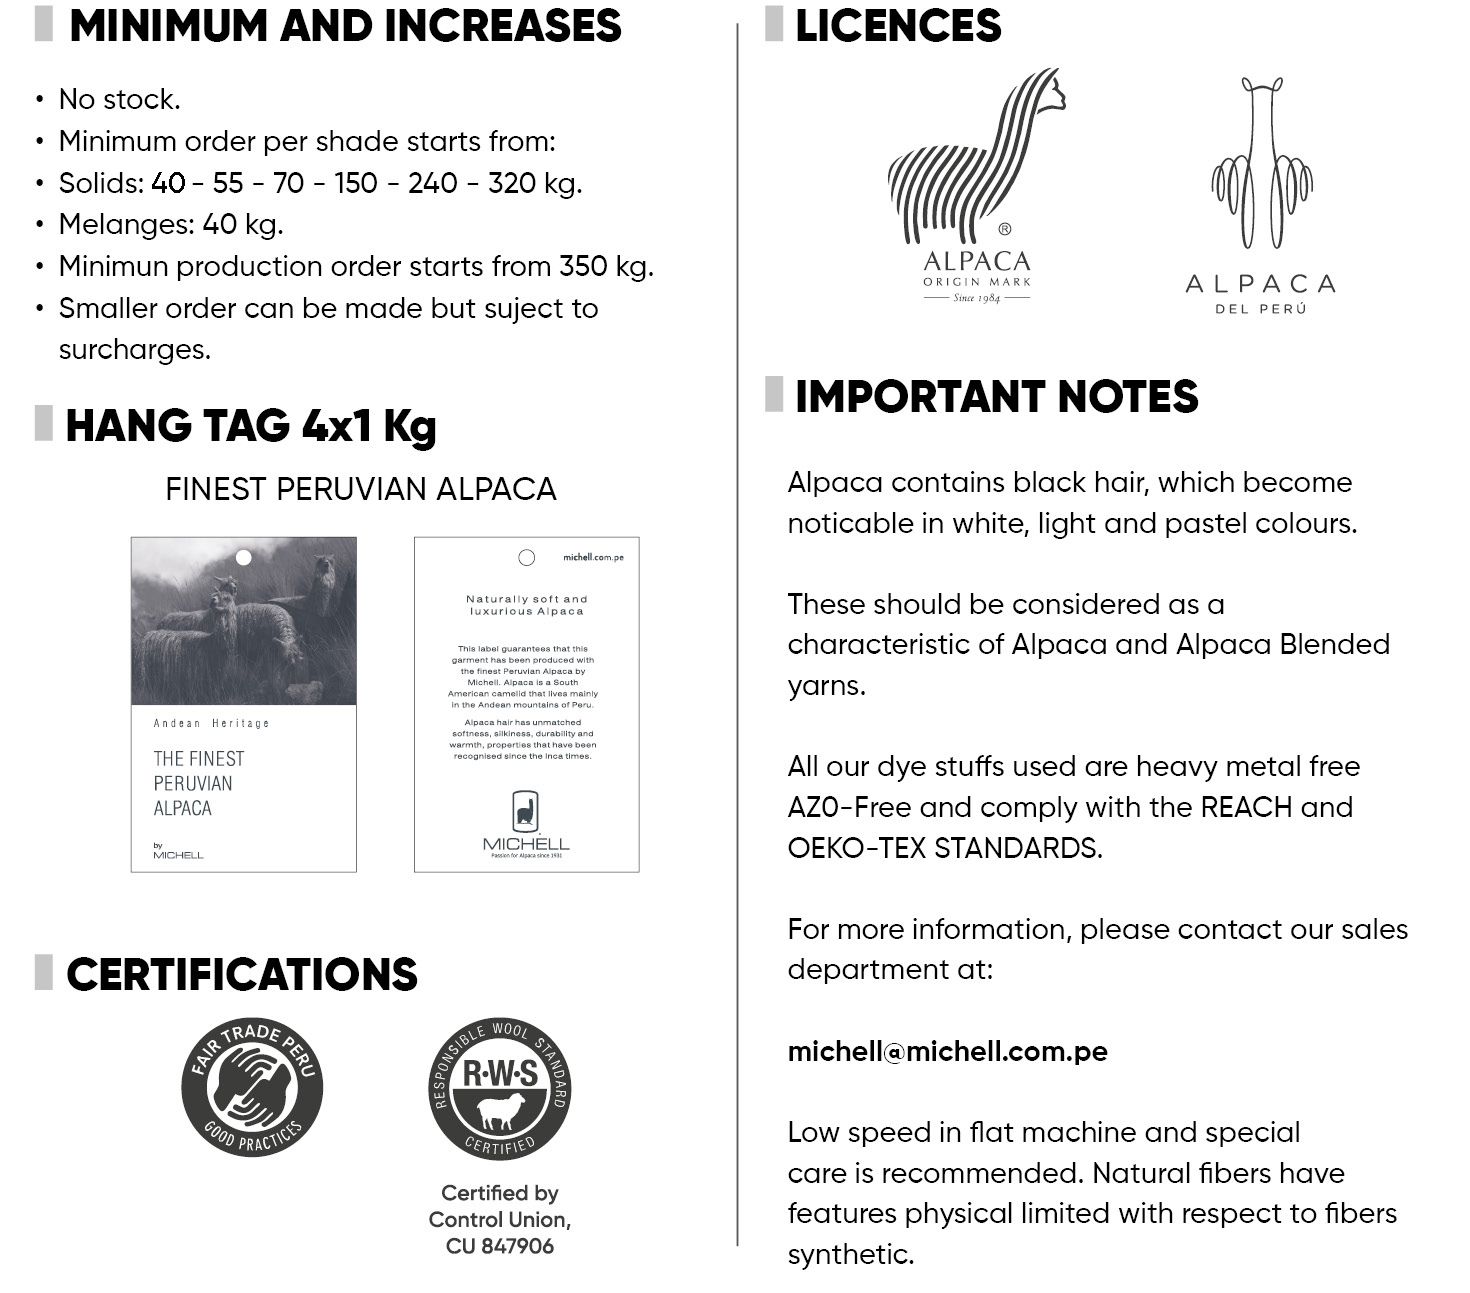 MINIMUM AND INCREASES
• No stock.
• Minimum order per shade starts from:
• Solids: 40 - 55 - 70 - 150 - 240 - 320 kg.
• Melanges: 40 kg.
• Minimun production order starts from 350 kg.
• Smaller order can be made but suject to
surcharges.
HANG TAG 4x1 Kg
FINEST PERUVIAN ALPACA
Andean Heritage
THE FINEST
PERUVIAN
ALPACA
by
MICHELL
michell.com.pe
Naturally soft and
luxurious Alpaca
This label guarantees that this
garment has been produced with
the finest Peruvian Alpaca by
Michell. Alpaca is a South
American camelid that lives mainly
in the Andean mountains of Peru.
Alpaca hair has unmatched
softness, silkiness, durability and
warmth, properties that have been
recognised since the Inca times.
MICHELL
Passion for Alpaca since 1931
CERTIFICATIONS
FAIR TRADE PERU
GOOD PRACTICES
RESPONSIBLE WOOL STANDARD
R·W·S
CERTIFIED
Certified by
Control Union,
CU 847906
LICENCES
®
ALPACA
ORIGIN MARK
Since 1984
ALPACA
DEL PERÚ
IMPORTANT NOTES
Alpaca contains black hair, which become
noticable in white, light and pastel colours.
These should be considered as a
characteristic of Alpaca and Alpaca Blended
yarns.
All our dye stuffs used are heavy metal free
AZ0-Free and comply with the REACH and
OEKO-TEX STANDARDS.
For more information, please contact our sales
department at:
michell@michell.com.pe
Low speed in flat machine and special
care is recommended. Natural fibers have
features physical limited with respect to fibers
synthetic.